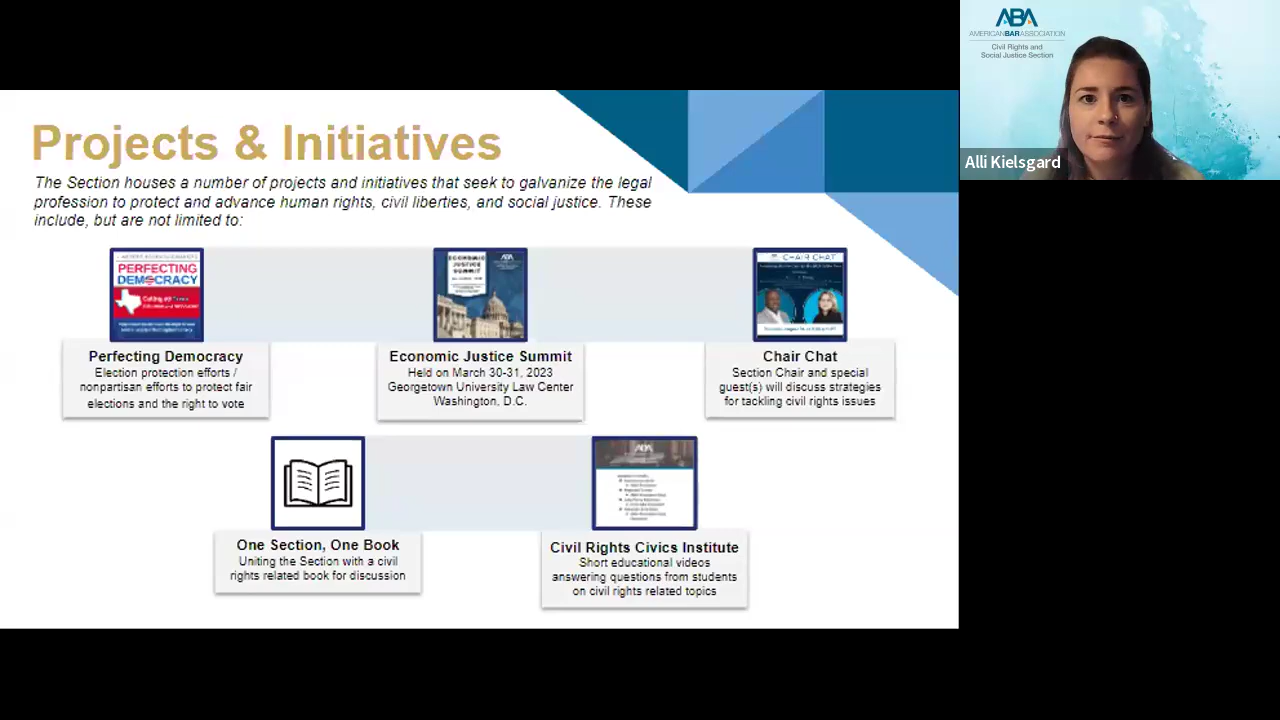 Projects & Initiatives
The Section houses a number of projects and initiatives that seek to galvanize the legal
profession to protect and advance human rights, civil liberties, and social justice. These
include, but are not limited to:
PERFECTING
DEMOCRACY
ECONOMIC
JUSTICE
SUMMIT
ABA
CHAIR CHAT
Perfecting Democracy
Election protection efforts /
nonpartisan efforts to protect fair
elections and the right to vote
Economic Justice Summit
Held on March 30-31, 2023
Georgetown University Law Center
Washington, D.C.
Chair Chat
Section Chair and special
guest(s) will discuss strategies
for tackling civil rights issues
ABA
One Section, One Book
Uniting the Section with a civil
rights related book for discussion
Civil Rights Civics Institute
Short educational videos
answering questions from students
on civil rights related topics
ABA
AMERICANBARASSOCIATION
Civil Rights and
Social Justice Section
Alli Kielsgard